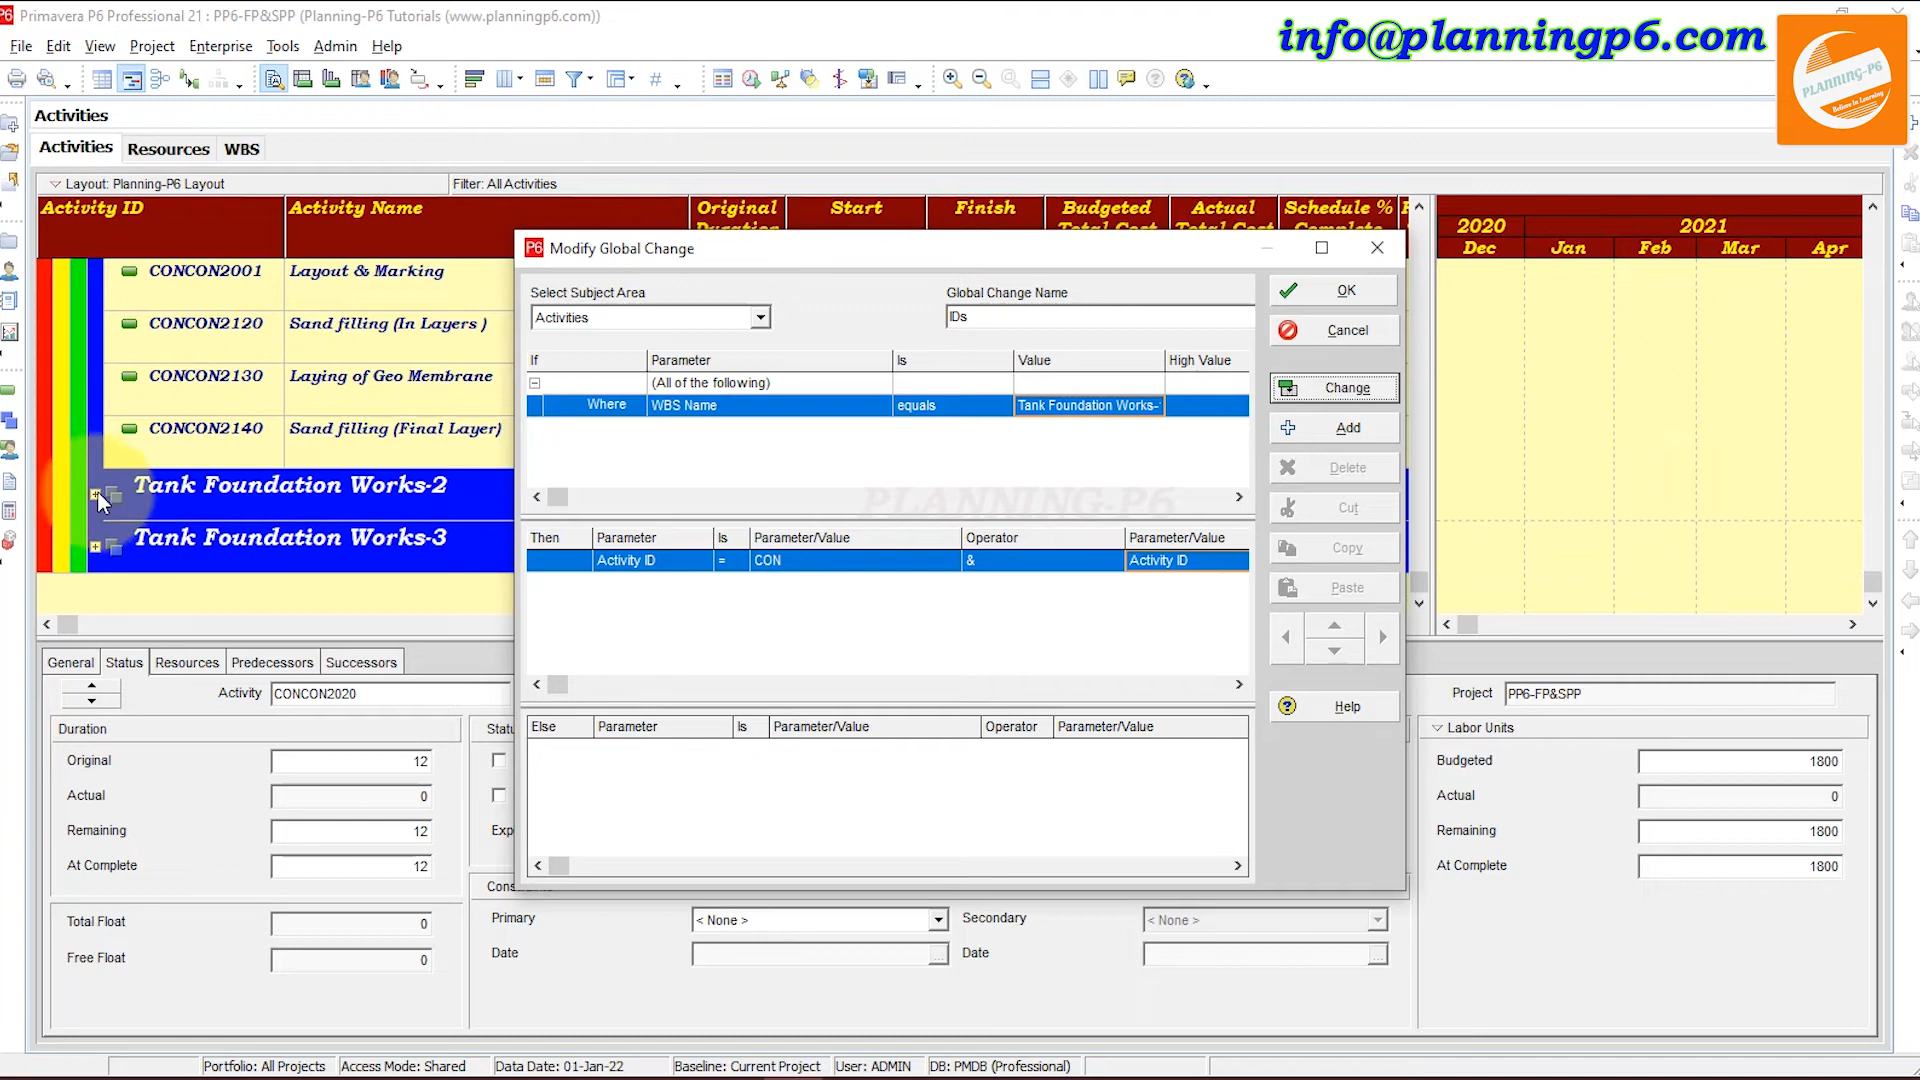 Primavera P6 Professional 21 : PP6-FP&SPP (Planning-P6 Tutorials (www.planningp6.com))
info@planningp6.com
PLANNING-P6
Believe In Learning
File Edit View Project Enterprise Tools Admin Help
Activities
Activities Resources WBS
Layout: Planning-P6 Layout Filter: All Activities
Activity ID Activity Name Original Start Finish Budgeted Actual Schedule %
2020 2021
Dec Jan Feb Mar Apr
CONCON2001 Layout & Marking
CONCON2120 Sand filling (In Layers )
CONCON2130 Laying of Geo Membrane
CONCON2140 Sand filling (Final Layer)
Tank Foundation Works-2
Tank Foundation Works-3
P6 Modify Global Change
Select Subject Area Global Change Name
Activities IDs
If Parameter Is Value High Value
(All of the following)
Where WBS Name equals Tank Foundation Works-
PLANNING-P6
Then Parameter Is Parameter/Value Operator Parameter/Value
Activity ID = CON & Activity ID
Else Parameter Is Parameter/Value Operator Parameter/Value
OK
Cancel
Change
Add
Delete
Cut
Copy
Paste
Help
General Status Resources Predecessors Successors
Activity CONCON2020 Project PP6-FP&SPP
Duration
Original 12
Actual 0
Remaining 12
At Complete 12
Total Float 0
Free Float 0
Primary < None > Secondary < None >
Date Date
Labor Units
Budgeted 1800
Actual 0
Remaining 1800
At Complete 1800
Portfolio: All Projects Access Mode: Shared Data Date: 01-Jan-22 Baseline: Current Project User: ADMIN DB: PMDB (Professional)